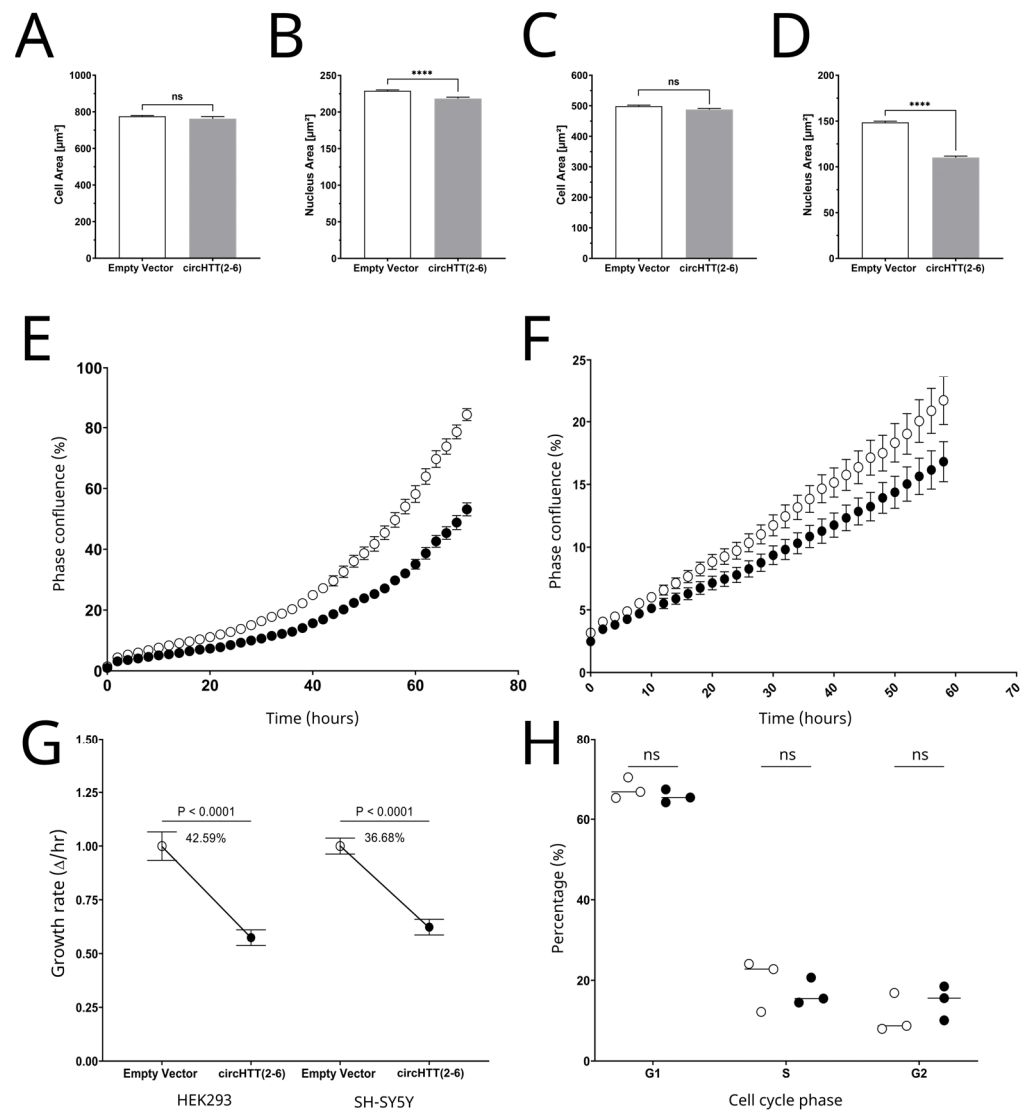 A
B
C
D
Cell Area [µm²]
1000
800
600
400
200
0
ns
Empty Vector
circHTT(2-6)
Nucleus Area [µm²]
250
200
150
100
50
0
****
Empty Vector
circHTT(2-6)
Cell Area [µm²]
600
500
400
300
200
100
0
ns
Empty Vector
circHTT(2-6)
Nucleus Area [µm²]
200
150
100
50
0
****
Empty Vector
circHTT(2-6)
E
Phase confluence (%)
100
80
60
40
20
0
0
20
40
60
80
Time (hours)
F
Phase confluence (%)
25
20
15
10
5
0
0
10
20
30
40
50
60
70
Time (hours)
G
Growth rate (Δ/hr)
1.50
1.25
1.00
0.75
0.50
0.25
0.00
P < 0.0001
42.59%
P < 0.0001
36.68%
Empty Vector
circHTT(2-6)
Empty Vector
circHTT(2-6)
HEK293
SH-SY5Y
H
Percentage (%)
80
60
40
20
0
ns
ns
ns
G1
S
G2
Cell cycle phase